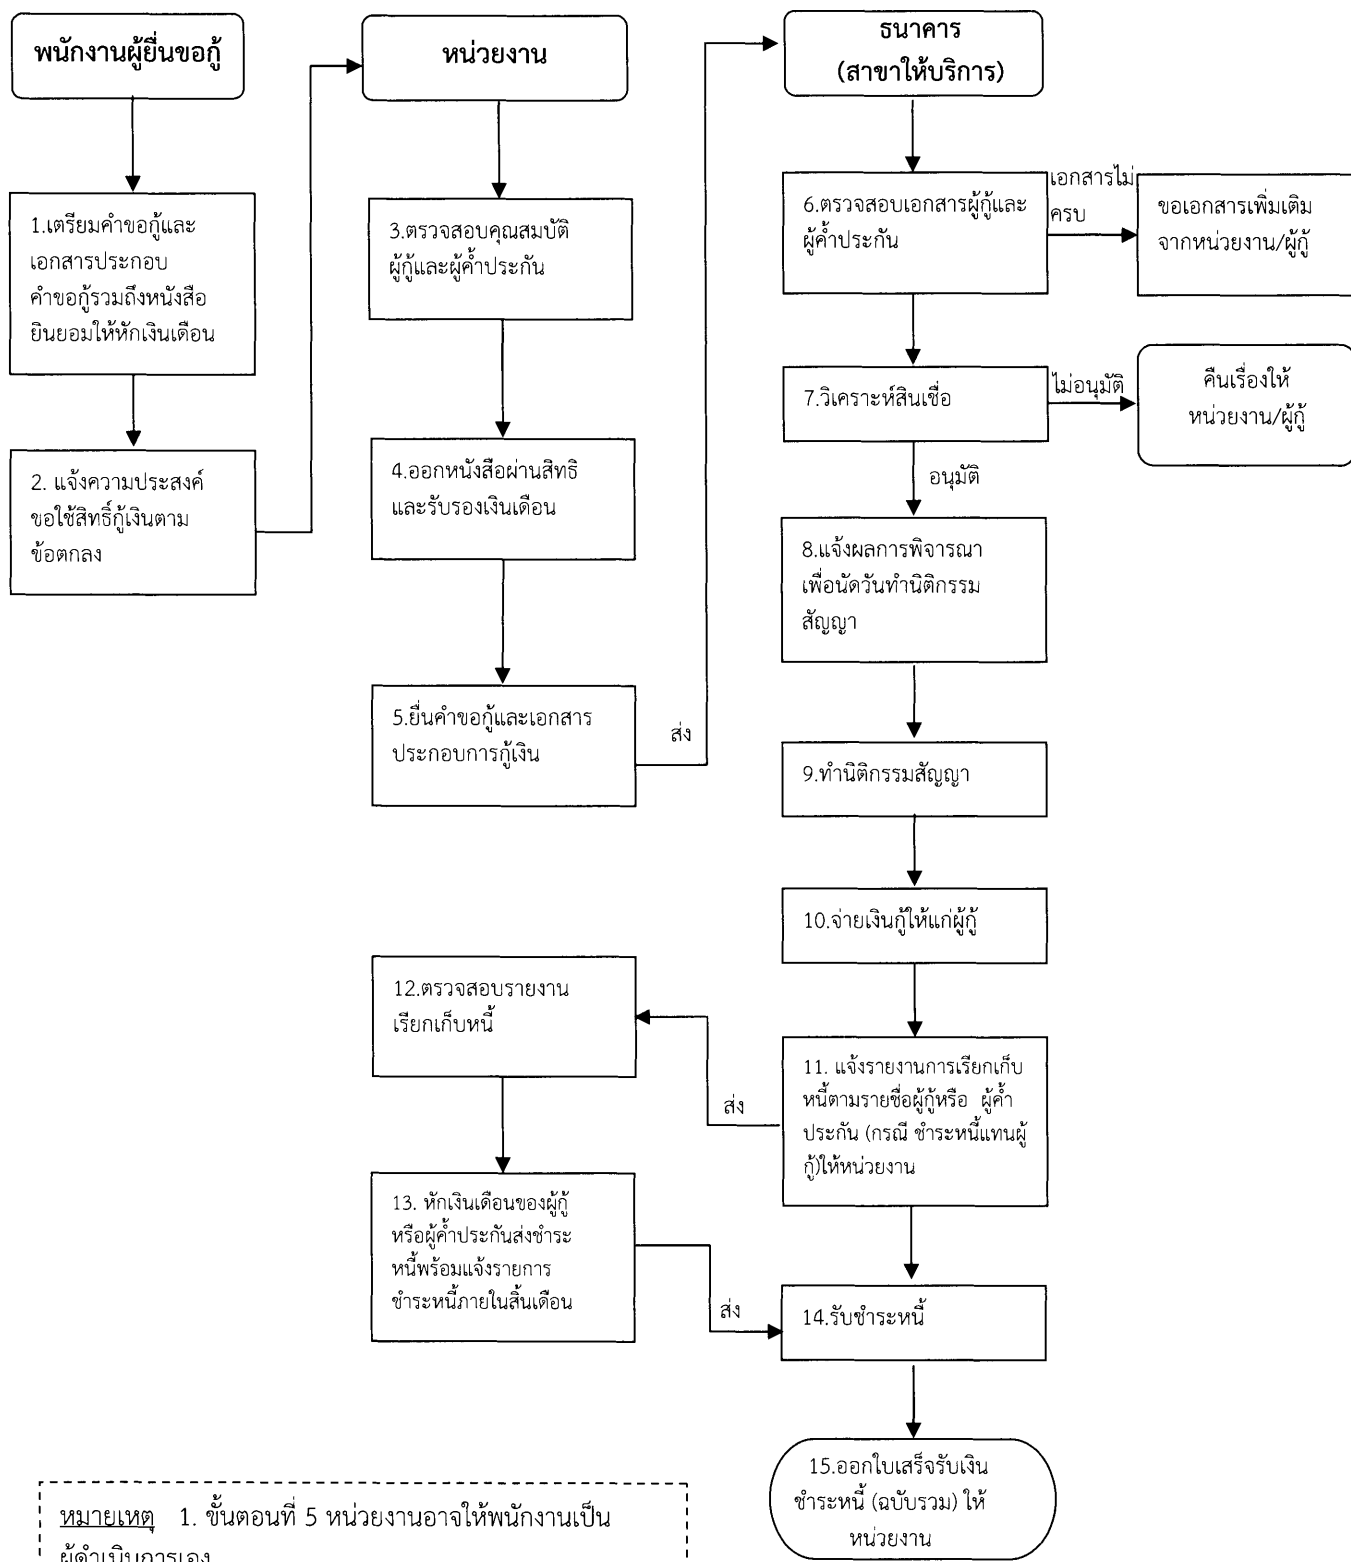 พนักงานผู้ยื่นขอกู้
1.เตรียมคำขอกู้และ
เอกสารประกอบ
คำขอกู้รวมถึงหนังสือ
ยินยอมให้หักเงินเดือน
2. แจ้งความประสงค์
ขอใช้สิทธิ์กู้เงินตาม
ข้อตกลง
หน่วยงาน
3.ตรวจสอบคุณสมบัติ
ผู้กู้และผู้ค้ำประกัน
4.ออกหนังสือผ่านสิทธิ
และรับรองเงินเดือน
5.ยื่นคำขอกู้และเอกสาร
ประกอบการกู้เงิน
ส่ง
ธนาคาร
(สาขาให้บริการ)
6.ตรวจสอบเอกสารผู้กู้และ
ผู้ค้ำประกัน
เอกสารไม่
ครบ
ขอเอกสารเพิ่มเติม
จากหน่วยงาน/ผู้กู้
7.วิเคราะห์สินเชื่อ
ไม่อนุมัติ
คืนเรื่องให้
หน่วยงาน/ผู้กู้
อนุมัติ
8.แจ้งผลการพิจารณา
เพื่อนัดวันทำนิติกรรม
สัญญา
9.ทำนิติกรรมสัญญา
10.จ่ายเงินกู้ให้แก่ผู้กู้
11. แจ้งรายงานการเรียกเก็บ
หนี้ตามรายชื่อผู้กู้หรือ ผู้ค้ำ
ประกัน (กรณี ชำระหนี้แทนผู้
กู้)ให้หน่วยงาน
ส่ง
12.ตรวจสอบรายงาน
เรียกเก็บหนี้
13. หักเงินเดือนของผู้กู้
หรือผู้ค้ำประกันส่งชำระ
หนี้พร้อมแจ้งรายการ
ชำระหนี้ภายในสิ้นเดือน
ส่ง
14.รับชำระหนี้
15.ออกใบเสร็จรับเงิน
ชำระหนี้ (ฉบับรวม) ให้
หน่วยงาน
หมายเหตุ 1. ขั้นตอนที่ 5 หน่วยงานอาจให้พนักงานเป็น
ผู้ดำเนินการเอง